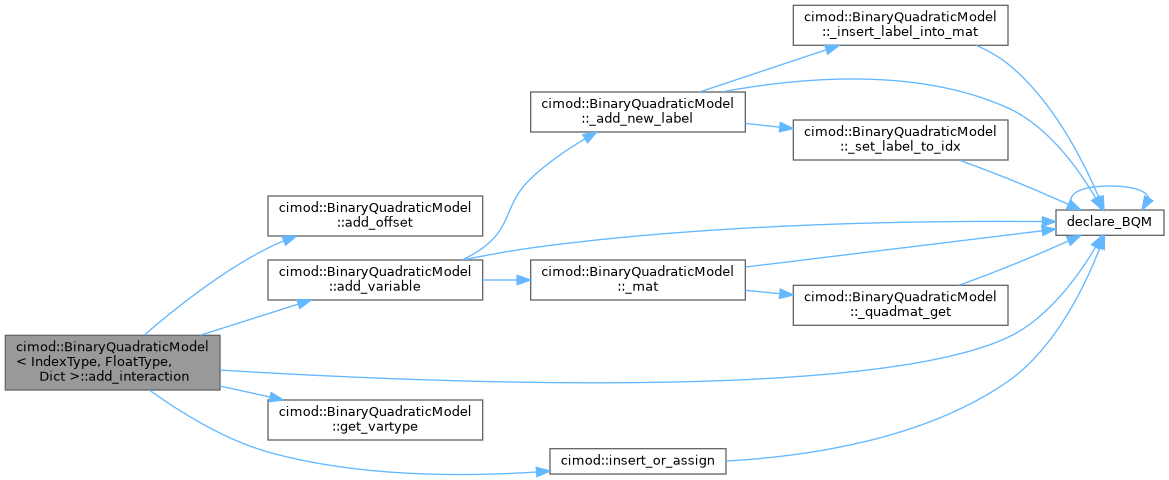 cimod::BinaryQuadraticModel
< IndexType, FloatType,
Dict >::add_interaction
cimod::BinaryQuadraticModel
::add_offset
cimod::BinaryQuadraticModel
::add_variable
cimod::BinaryQuadraticModel
::get_vartype
cimod::BinaryQuadraticModel
::_add_new_label
cimod::BinaryQuadraticModel
::_mat
cimod::insert_or_assign
cimod::BinaryQuadraticModel
::_insert_label_into_mat
cimod::BinaryQuadraticModel
::_set_label_to_idx
cimod::BinaryQuadraticModel
::_quadmat_get
declare_BQM